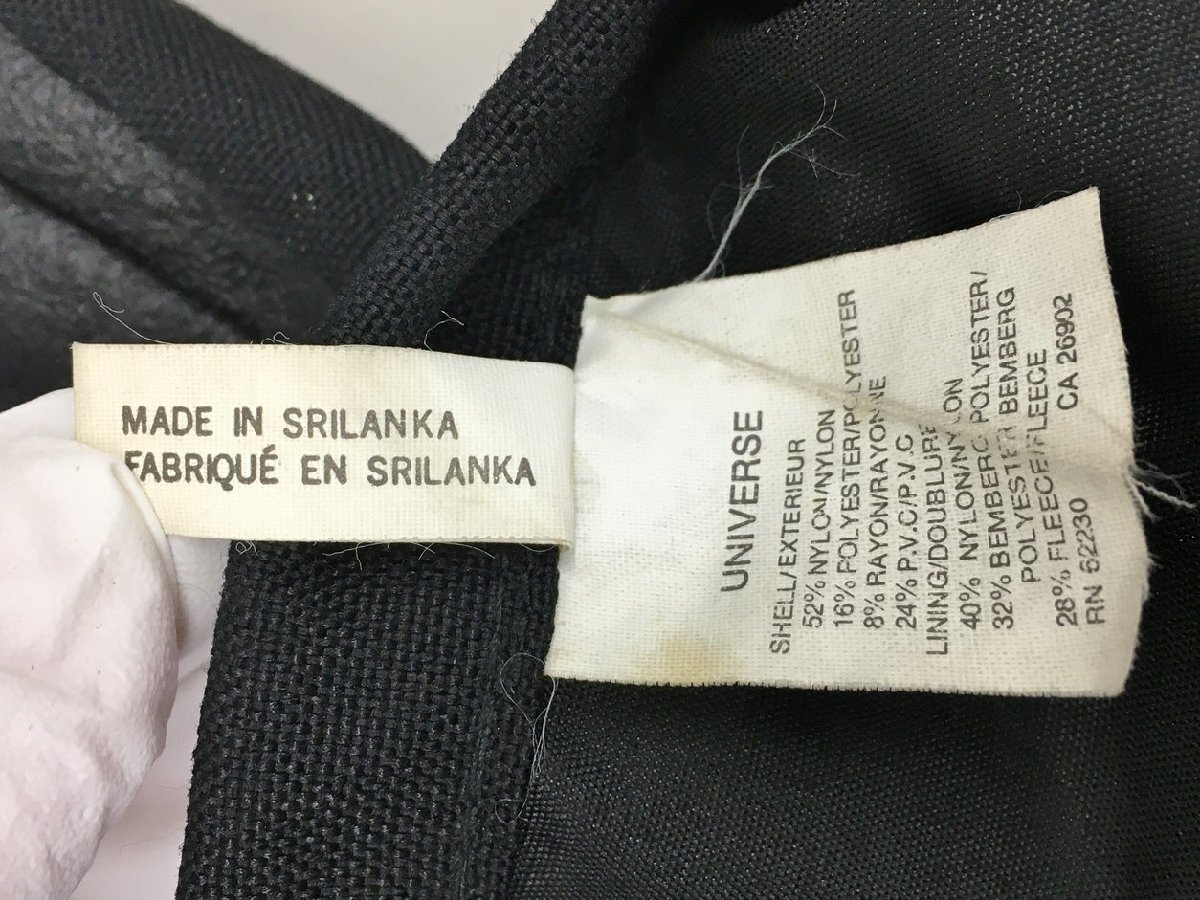 MADE IN SRILANKA
FABRIQUÉ EN SRILANKA
UNIVERSE
SHELL/EXTERIEUR
52% NYLON/NYLON
16% POLYESTER/POLYESTER
8% RAYON/RAYONNE
24% P.V.C/P.V.C
LINING/DOUBLURE
40% NYLON/NYLON
32% BEMBERG POLYESTER/
POLYESTER BEMBERG
28% FLEECE/FLEECE
RN 52230 CA 26902